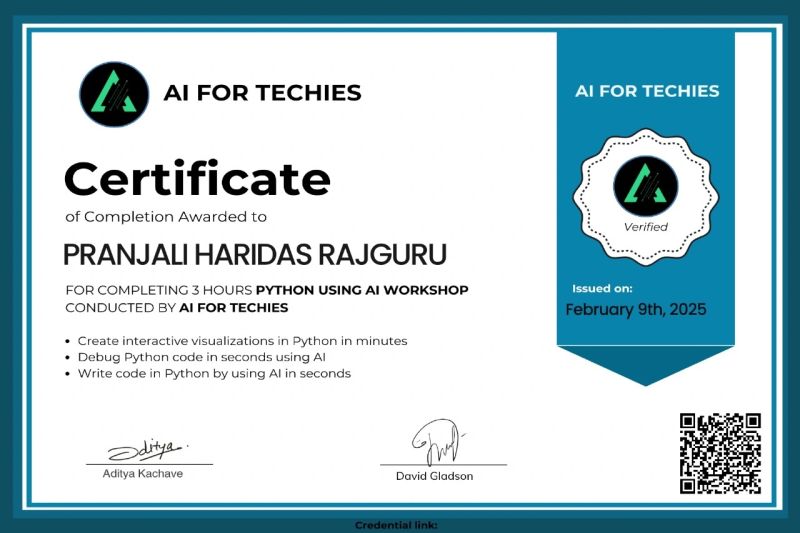 AI FOR TECHIES
Certificate
of Completion Awarded to
PRANJALI HARIDAS RAJGURU
FOR COMPLETING 3 HOURS PYTHON USING AI WORKSHOP
CONDUCTED BY AI FOR TECHIES
• Create interactive visualizations in Python in minutes
• Debug Python code in seconds using AI
• Write code in Python by using AI in seconds
Aditya.
Aditya Kachave
David Gladson
AI FOR TECHIES
Verified
Issued on:
February 9th, 2025
Credential link: